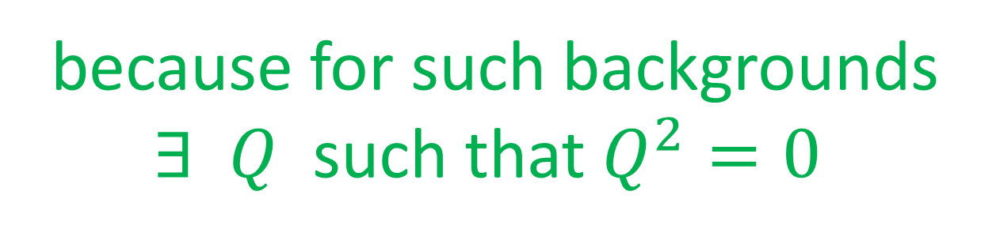 because for such backgrounds
∃ Q such that Q² = 0